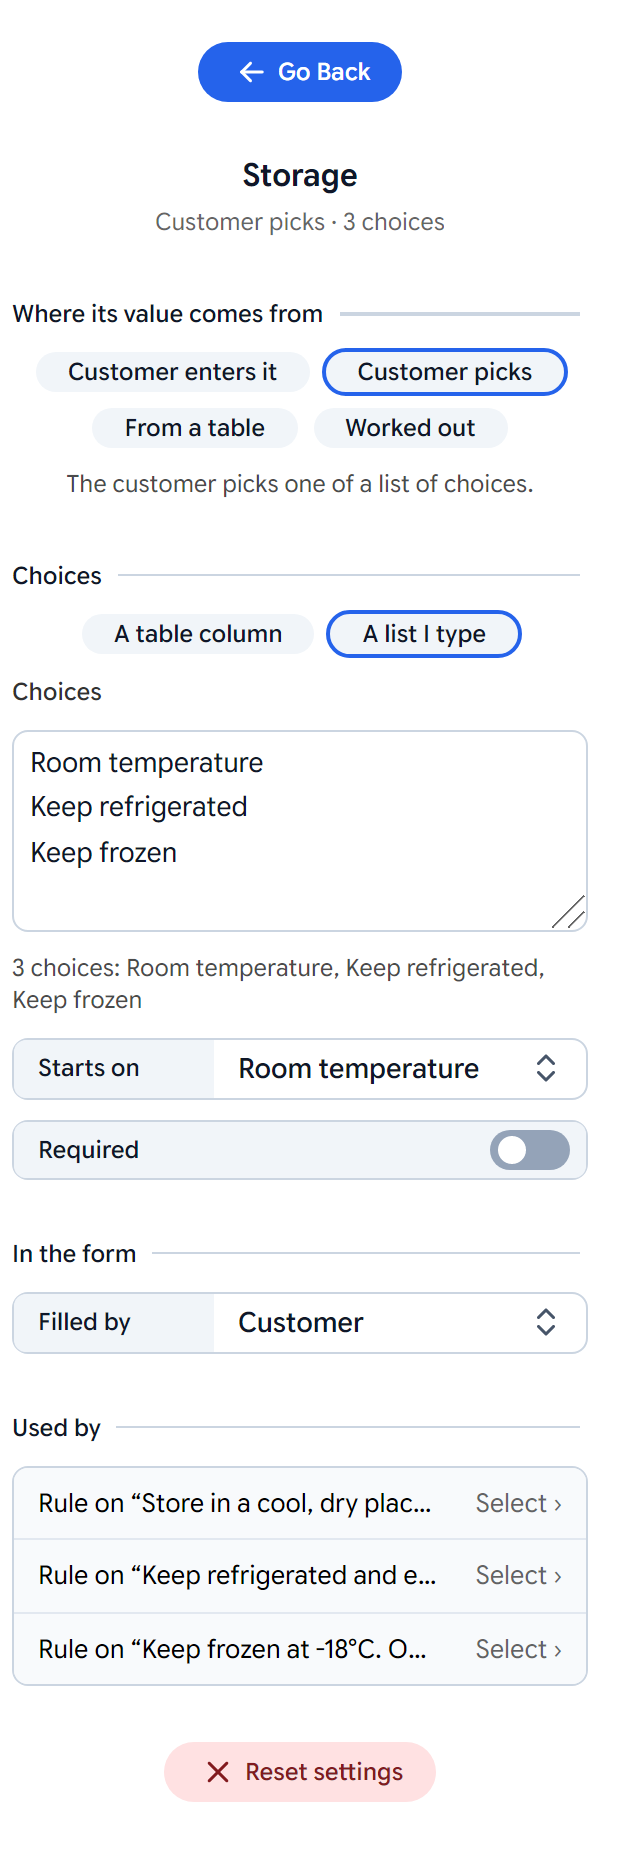 Go Back
Storage
Customer picks · 3 choices
Where its value comes from
Customer enters it
Customer picks
From a table
Worked out
The customer picks one of a list of choices.
Choices
A table column
A list I type
Choices
Room temperature
Keep refrigerated
Keep frozen
3 choices: Room temperature, Keep refrigerated,
Keep frozen
Starts on
Room temperature
Required
In the form
Filled by
Customer
Used by
Rule on “Store in a cool, dry plac... Select ›
Rule on “Keep refrigerated and e... Select ›
Rule on “Keep frozen at -18°C. O... Select ›
Reset settings